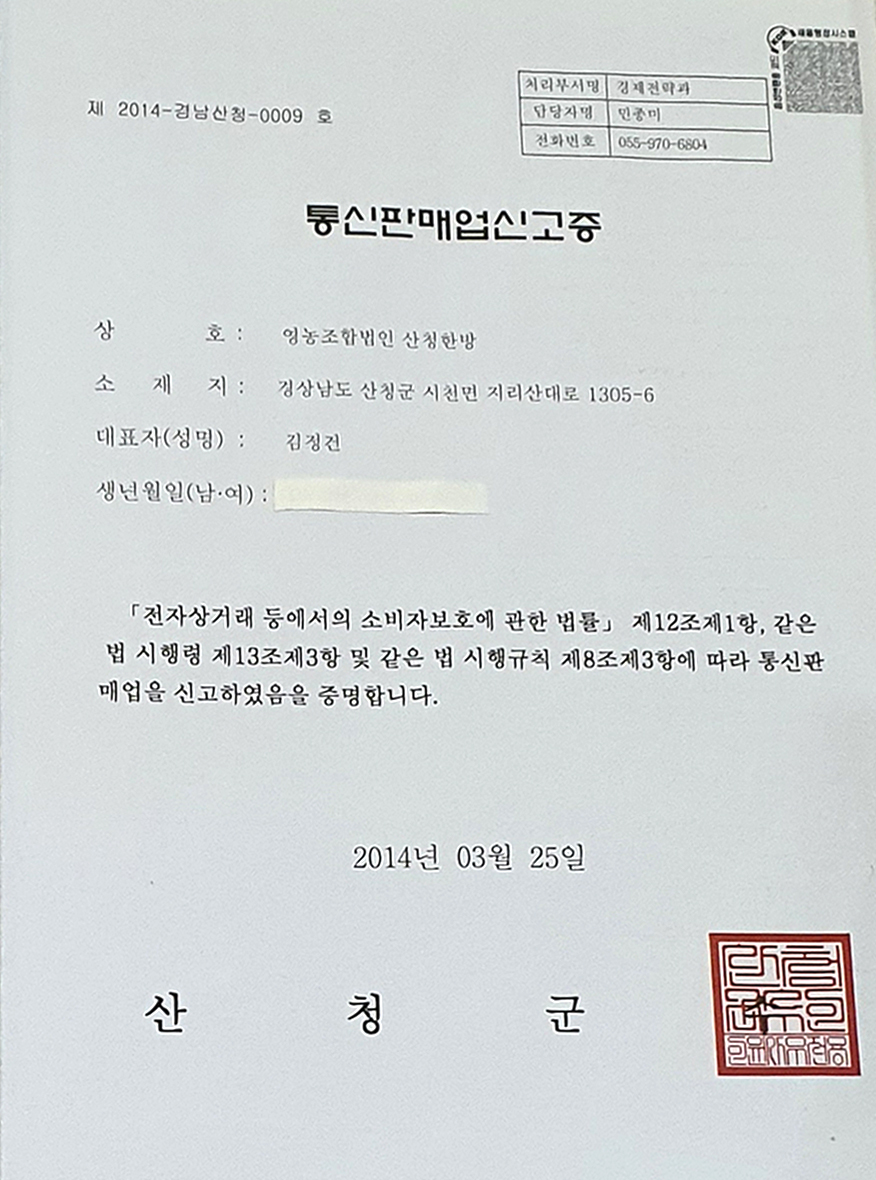 새올행정시스템
제 2014-경남산청-0009 호
처리부서명 경제전략과
담당자명 민종미
전화번호 055-970-6804
통신판매업신고증
상 호 : 영농조합법인 산청한방
소 재 지 : 경상남도 산청군 시천면 지리산대로 1305-6
대표자(성명) : 김정건
생년월일(남·여) :
「전자상거래 등에서의 소비자보호에 관한 법률」 제12조제1항, 같은
법 시행령 제13조제3항 및 같은 법 시행규칙 제8조제3항에 따라 통신판
매업을 신고하였음을 증명합니다.
2014년 03월 25일
산 청 군